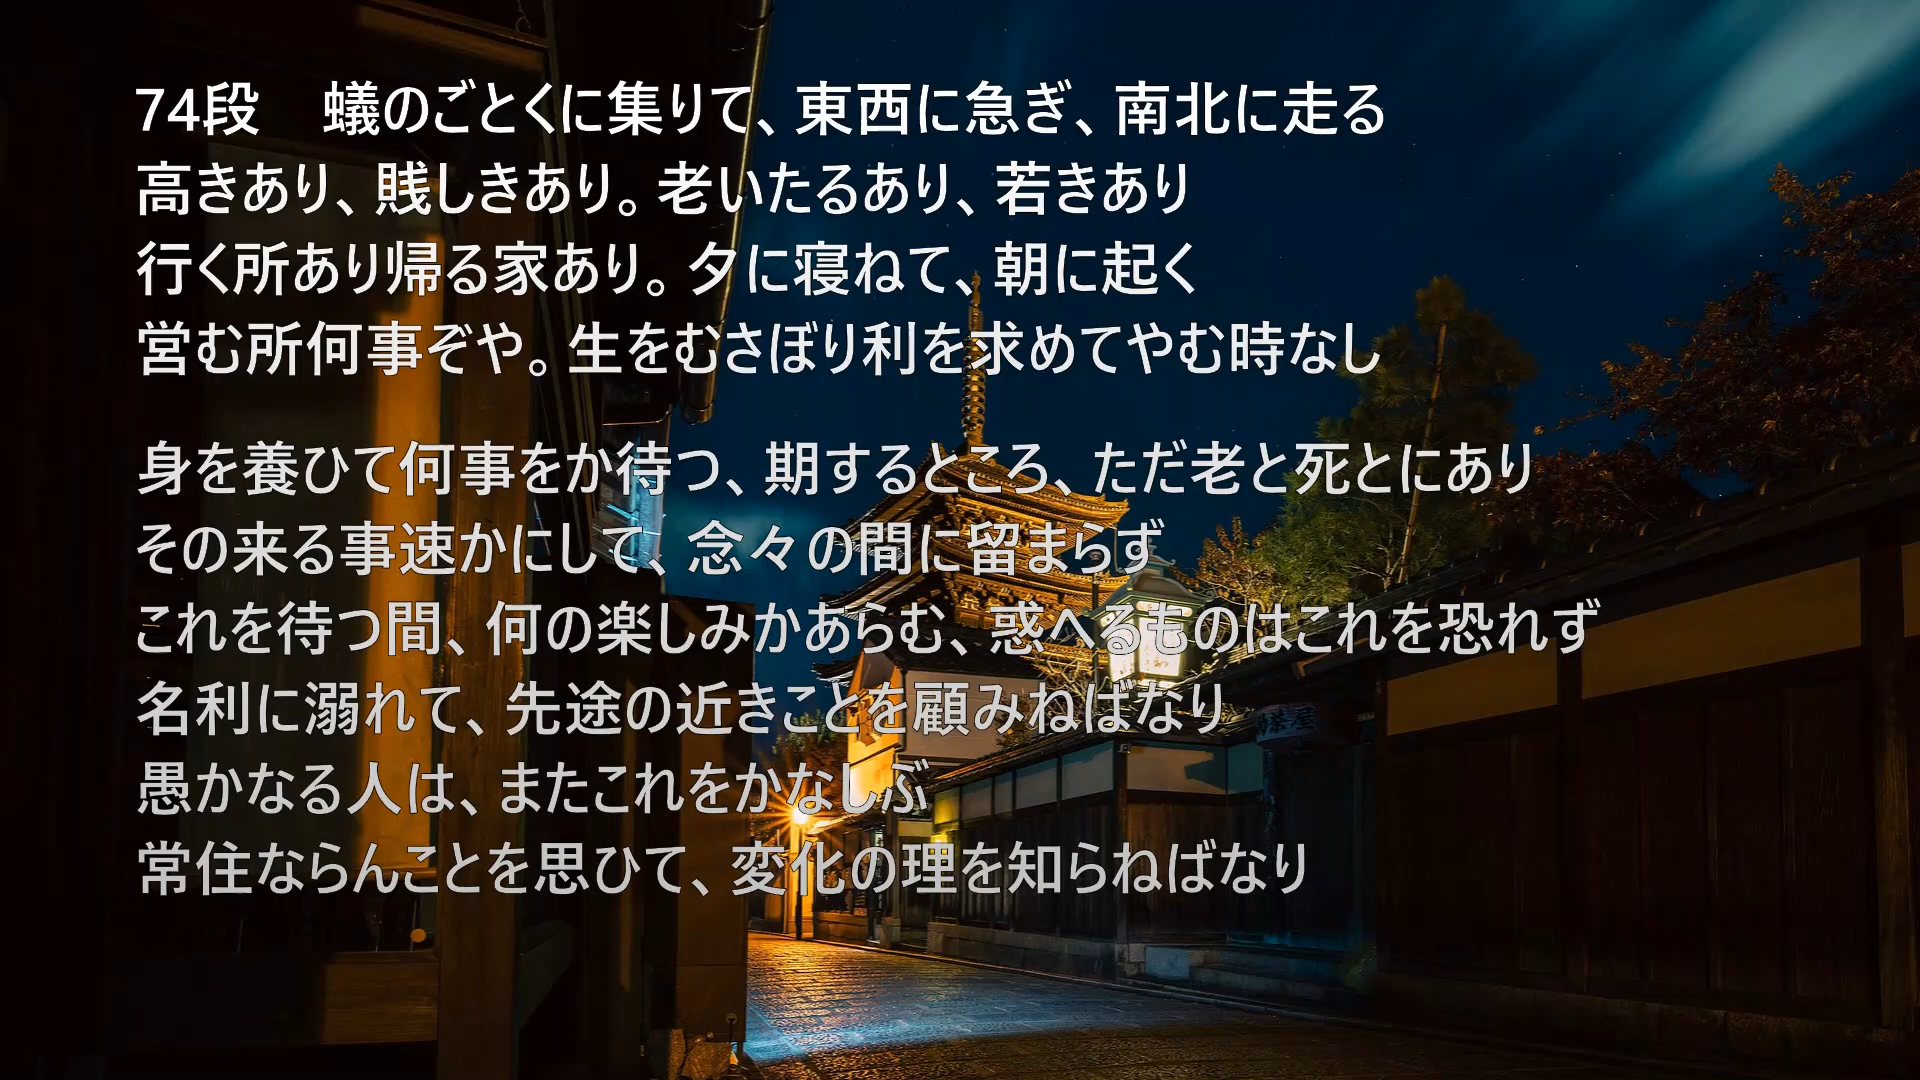 74段　蟻のごとくに集りて、東西に急ぎ、南北に走る
高きあり、賎しきあり。老いたるあり、若きあり
行く所あり帰る家あり。夕に寝ねて、朝に起く
営む所何事ぞや。生をむさぼり利を求めてやむ時なし
身を養ひて何事をか待つ、期するところ、ただ老と死とにあり
その来る事速かにして、念々の間に留まらず
これを待つ間、何の楽しみかあらむ、惑へるものはこれを恐れず
名利に溺れて、先途の近きことを顧みねばなり
愚かなる人は、またこれをかなしぶ
常住ならんことを思ひて、変化の理を知らねばなり